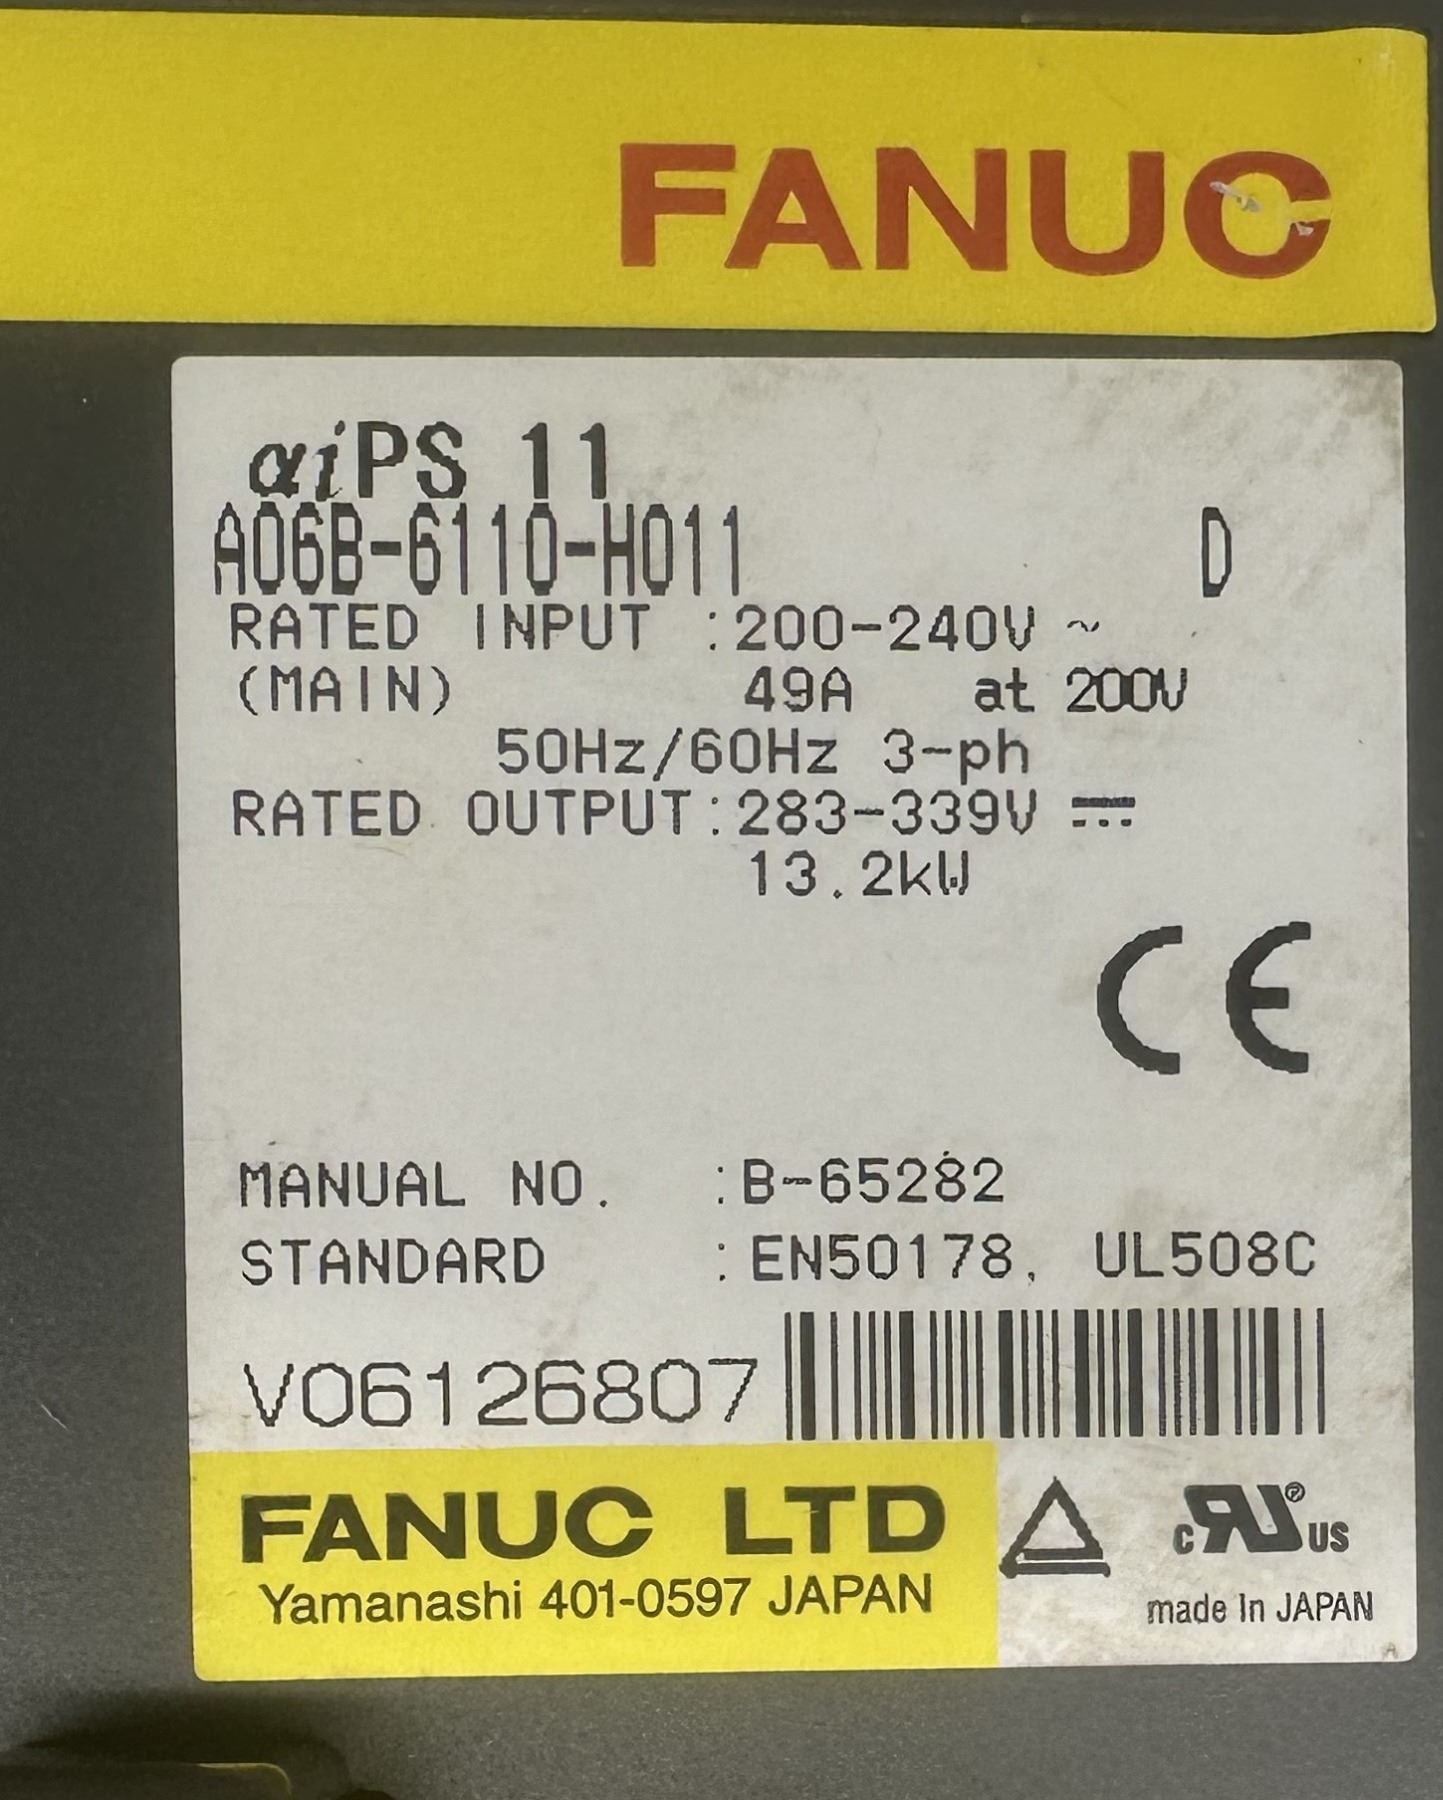 FANUC
αiPS 11
A06B-6110-H011 D
RATED INPUT :200-240V ~
(MAIN) 49A at 200V
50Hz/60Hz 3-ph
RATED OUTPUT:283-339V ⎓
13.2kW
CE
MANUAL NO. :B-65282
STANDARD :EN50178, UL508C
V06126807
FANUC LTD
Yamanashi 401-0597 JAPAN
c RU ® US
made in JAPAN
A